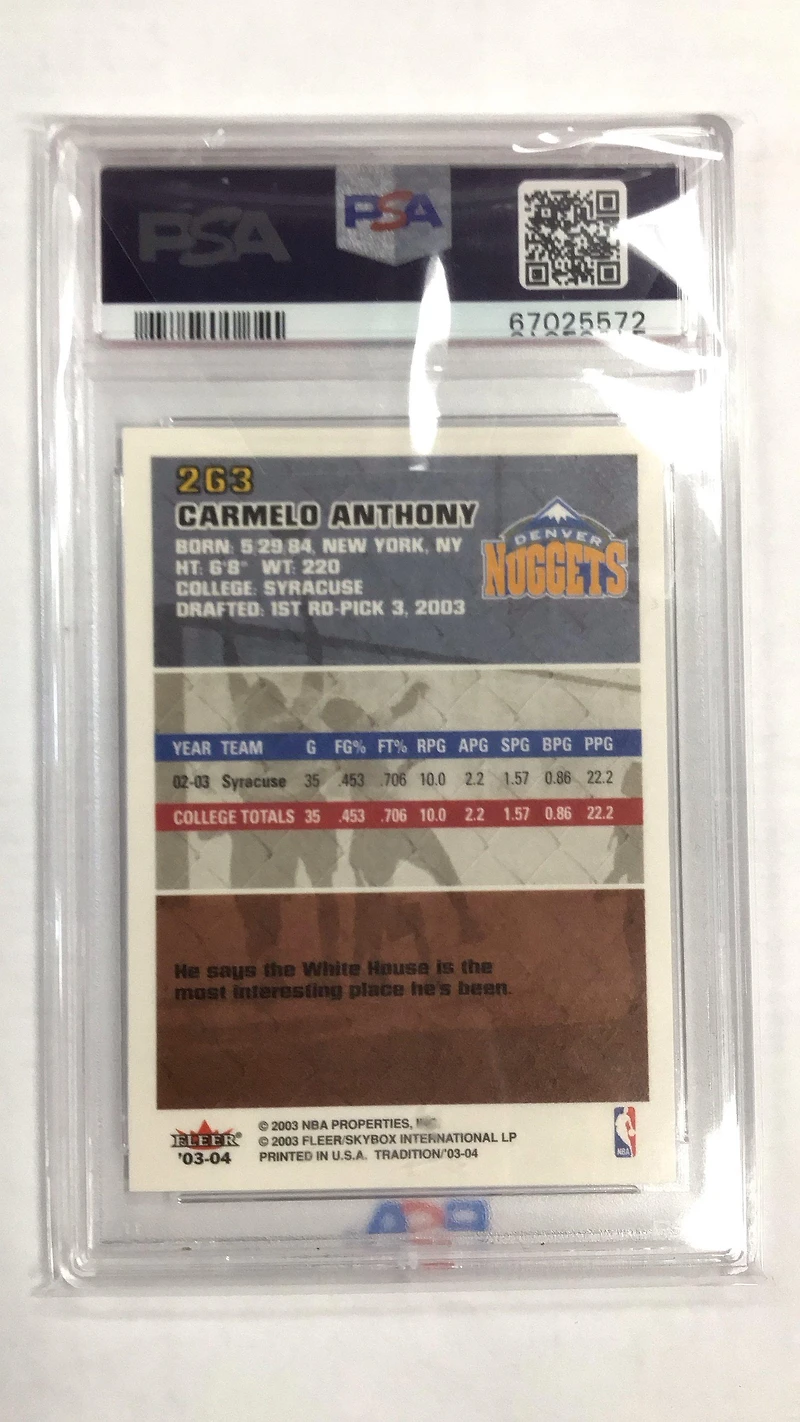 PSA
PSA
67025572
263
CARMELO ANTHONY
BORN: 5 29 84, NEW YORK, NY
HT: 6'8" WT: 220
COLLEGE: SYRACUSE
DRAFTED: 1ST RD-PICK 3, 2003
DENVER
NUGGETS
YEAR TEAM G FG% FT% RPG APG SPG BPG PPG
02-03 Syracuse 35 .453 .706 10.0 2.2 1.57 0.86 22.2
COLLEGE TOTALS 35 .453 .706 10.0 2.2 1.57 0.86 22.2
He says the White House is the
most interesting place he's been.
FLEER
'03-04
© 2003 NBA PROPERTIES, INC
© 2003 FLEER/SKYBOX INTERNATIONAL LP
PRINTED IN U.S.A. TRADITION/'03-04
NBA